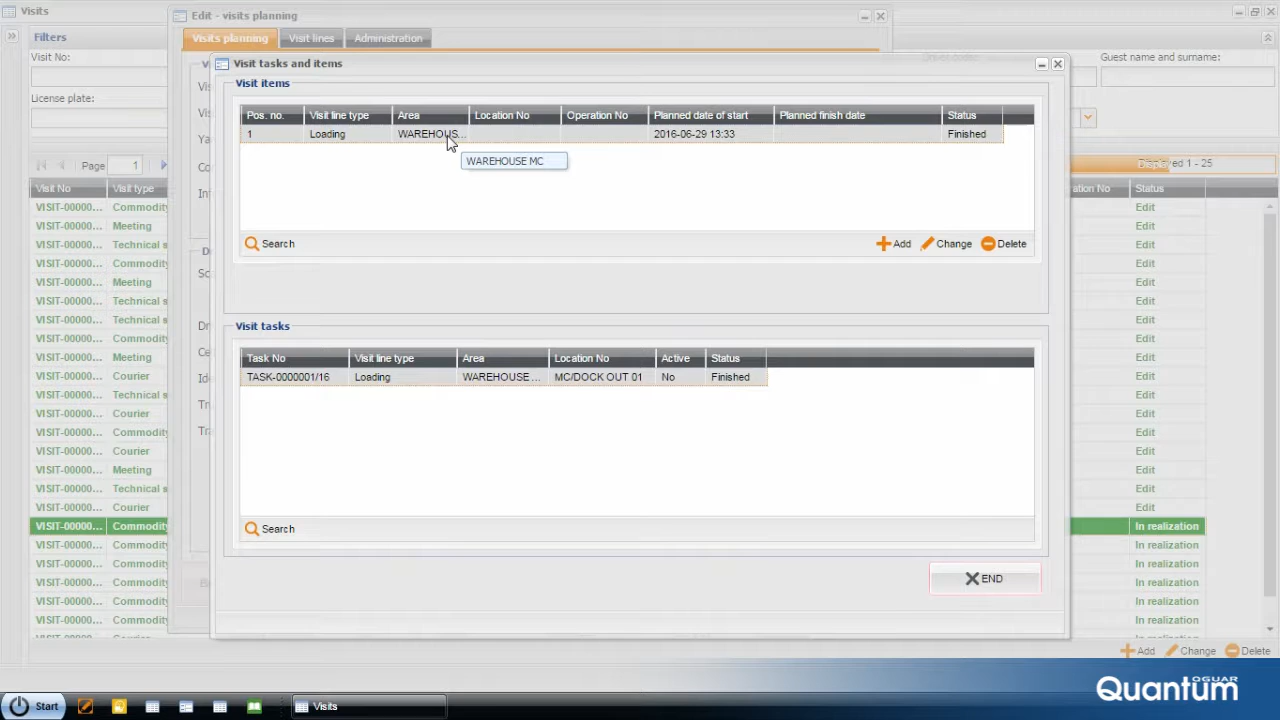 Visits
Edit - visits planning
Filters
Visits planning
Visit lines
Administration
Visit No:
Guest name and surname:
License plate:
Page 1
Displayed 1 - 25
Visit tasks and items
Visit items
Pos. no. Visit line type Area Location No Operation No Planned date of start Planned finish date Status
1 Loading WAREHOUS... 2016-06-29 13:33 Finished
WAREHOUSE MC
Search Add Change Delete
Visit tasks
Task No Visit line type Area Location No Active Status
TASK-0000001/16 Loading WAREHOUSE ... MC/DOCK OUT 01 No Finished
Search
END
Visit No Visit type Status
VISIT-00000... Commodity Edit
VISIT-00000... Meeting Edit
VISIT-00000... Technical s Edit
VISIT-00000... Commodity Edit
VISIT-00000... Meeting Edit
VISIT-00000... Technical s Edit
VISIT-00000... Technical s Edit
VISIT-00000... Commodity Edit
VISIT-00000... Meeting Edit
VISIT-00000... Courier Edit
VISIT-00000... Technical s Edit
VISIT-00000... Courier Edit
VISIT-00000... Commodity Edit
VISIT-00000... Courier Edit
VISIT-00000... Meeting Edit
VISIT-00000... Technical s Edit
VISIT-00000... Courier Edit
VISIT-00000... Commodity In realization
VISIT-00000... Commodity In realization
VISIT-00000... Commodity In realization
VISIT-00000... Commodity In realization
VISIT-00000... Commodity In realization
VISIT-00000... Commodity In realization
Add Change Delete
OGUAR
Quantum
Start Visits